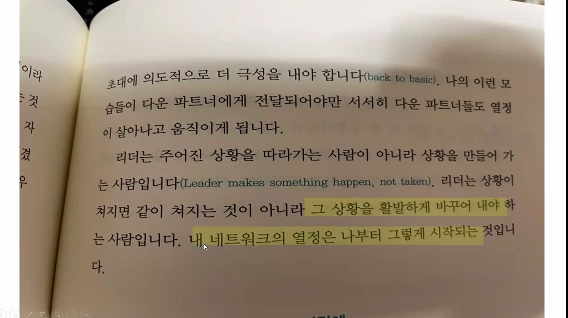 이라
초대에 의도적으로 더 극성을 내야 합니다(back to basic). 나의 이런 모
습들이 다운 파트너에게 전달되어야만 서서히 다운 파트너들도 열정
이 살아나고 움직이게 됩니다.
리더는 주어진 상황을 따라가는 사람이 아니라 상황을 만들어 가
는 사람입니다(Leader makes something happen, not taken). 리더는 상황이
쳐지면 같이 쳐지는 것이 아니라 그 상황을 활발하게 바꾸어 내야 하
는 사람입니다. 내 네트워크의 열정은 나부터 그렇게 시작되는 것입니
다.
것
자